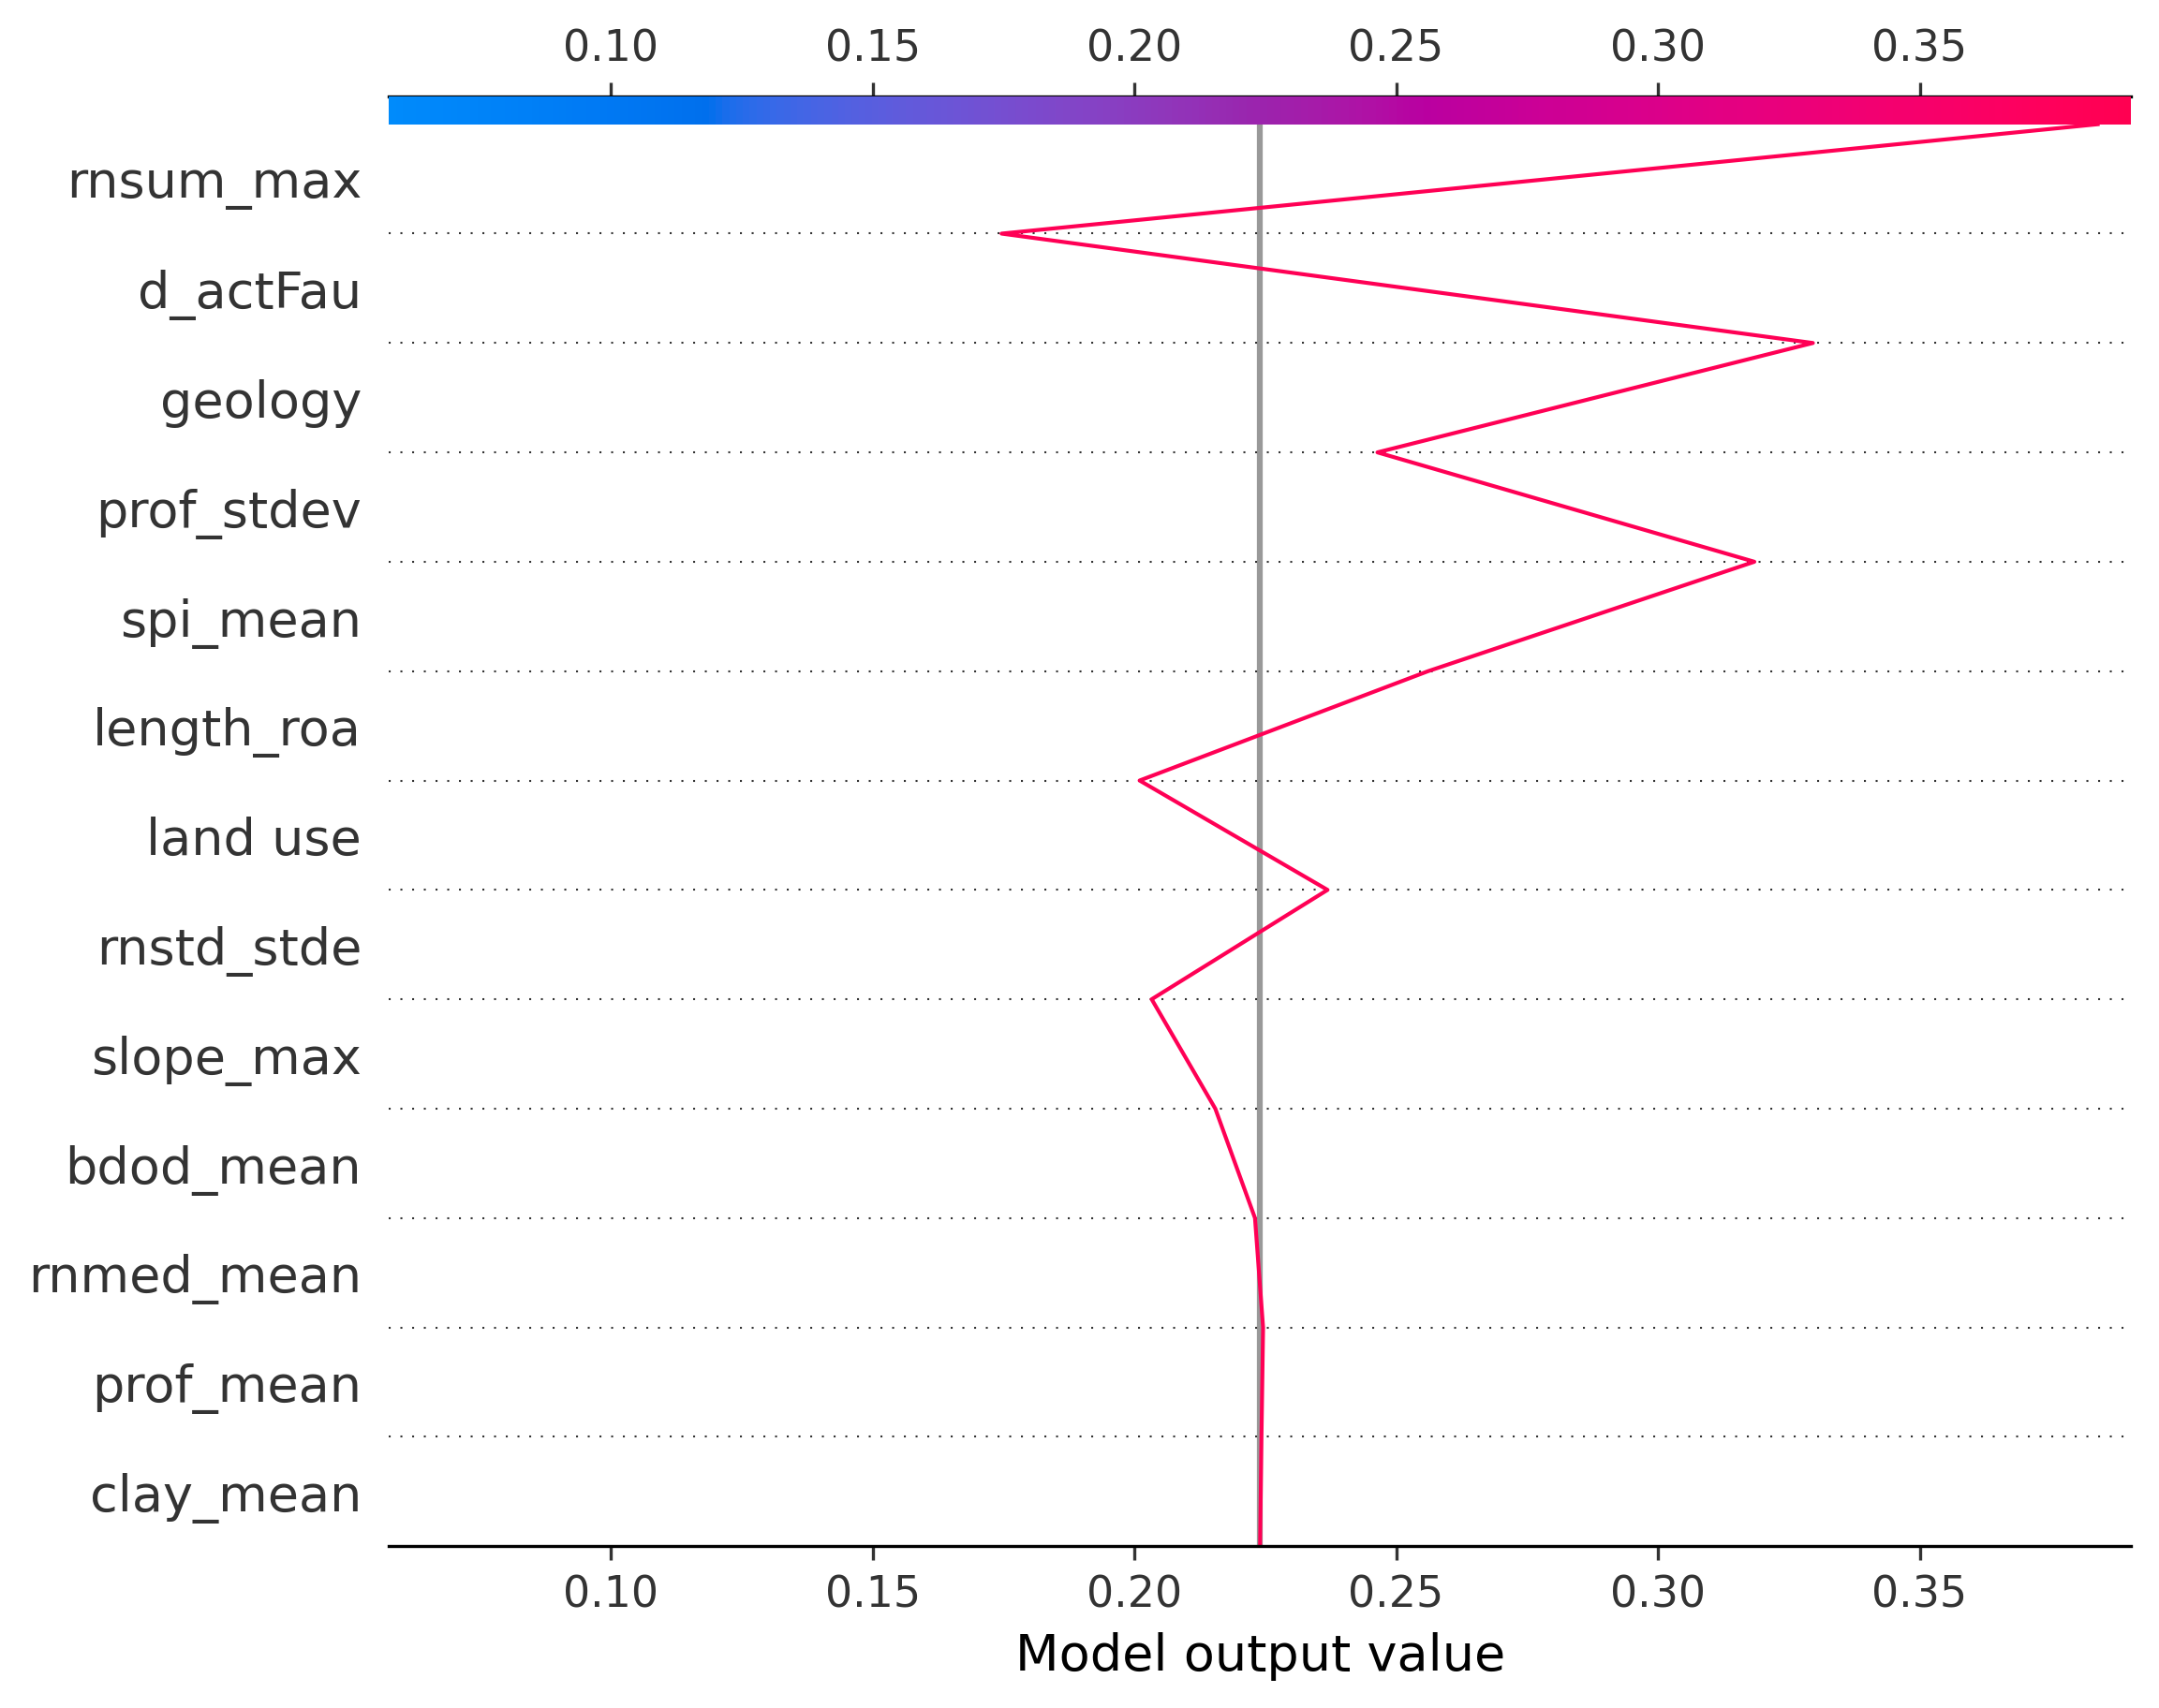 0.10 0.15 0.20 0.25 0.30 0.35
rnsum_max
d_actFau
geology
prof_stdev
spi_mean
length_roa
land use
rnstd_stde
slope_max
bdod_mean
rnmed_mean
prof_mean
clay_mean
0.10 0.15 0.20 0.25 0.30 0.35
Model output value